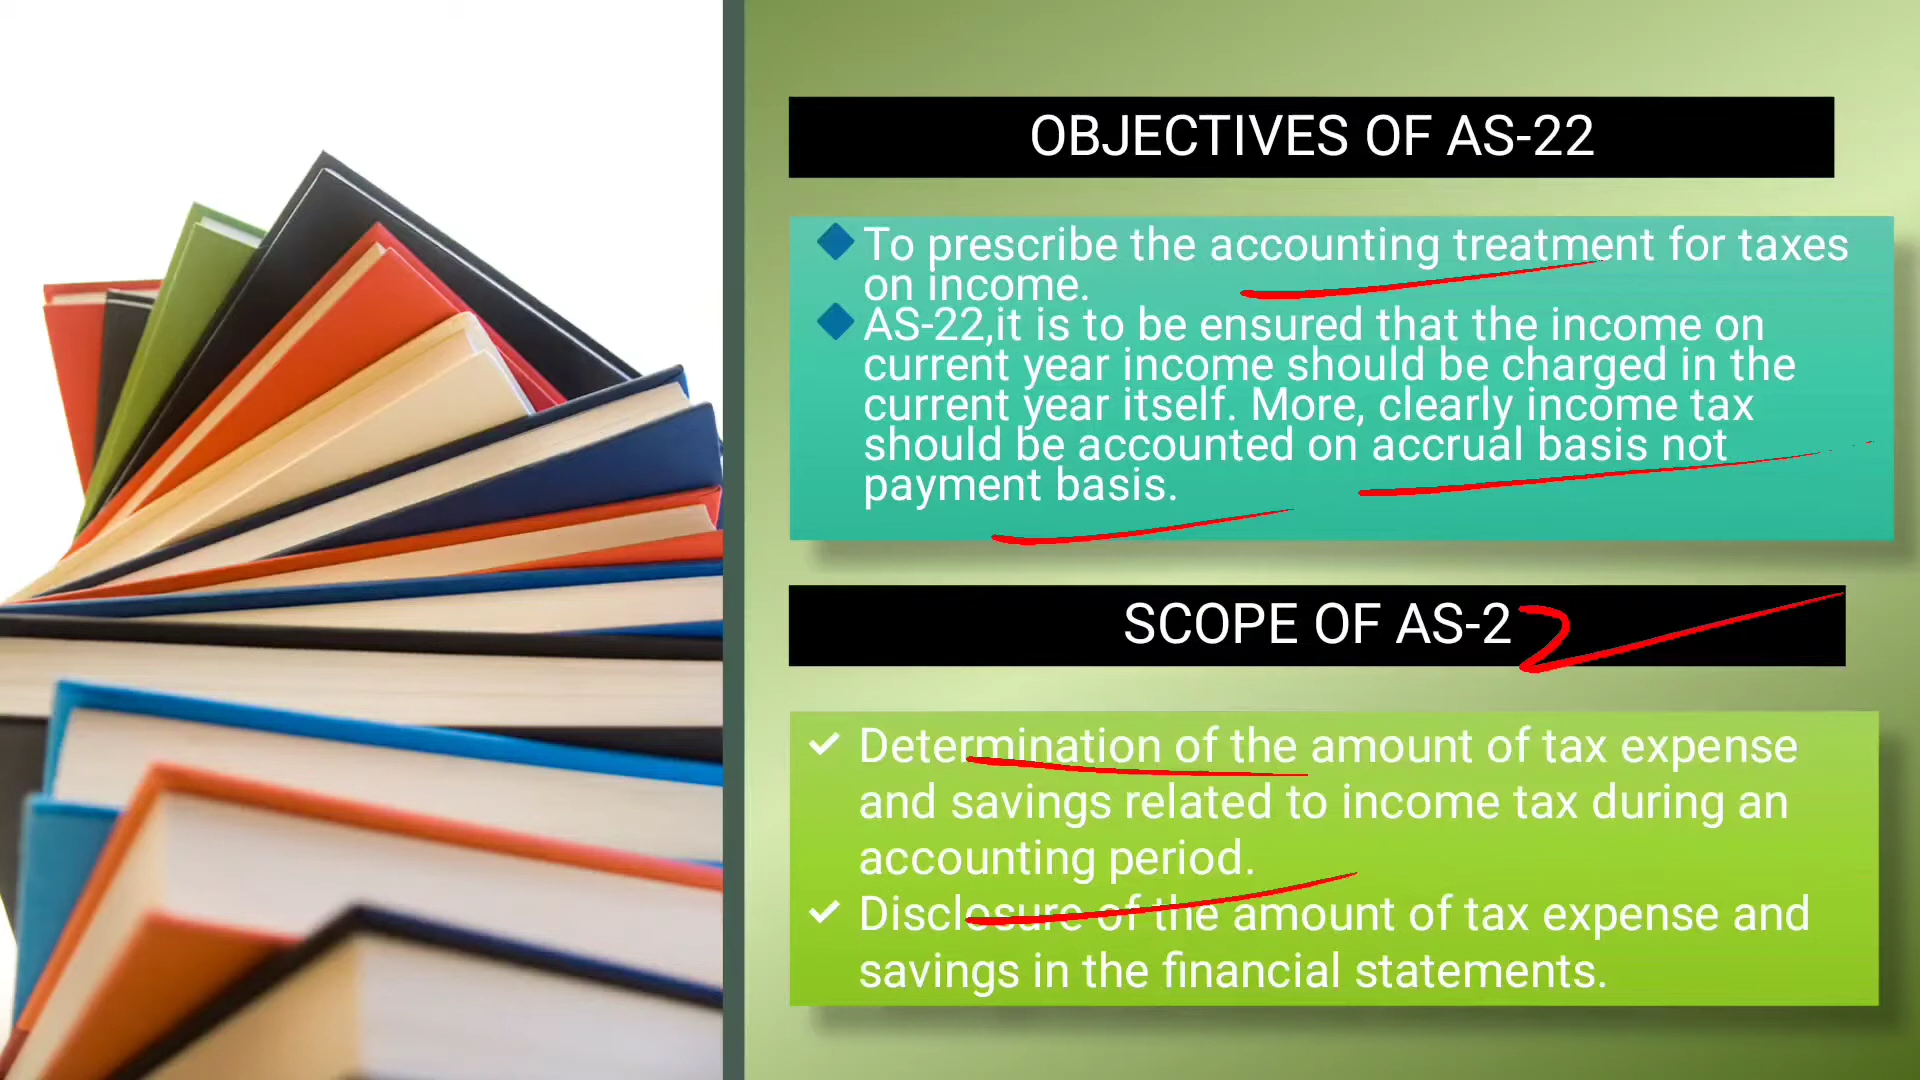 OBJECTIVES OF AS-22
To prescribe the accounting treatment for taxes
on income.
AS-22,it is to be ensured that the income on
current year income should be charged in the
current year itself. More, clearly income tax
should be accounted on accrual basis not
payment basis.
SCOPE OF AS-22
Determination of the amount of tax expense
and savings related to income tax during an
accounting period.
Disclosure of the amount of tax expense and
savings in the financial statements.